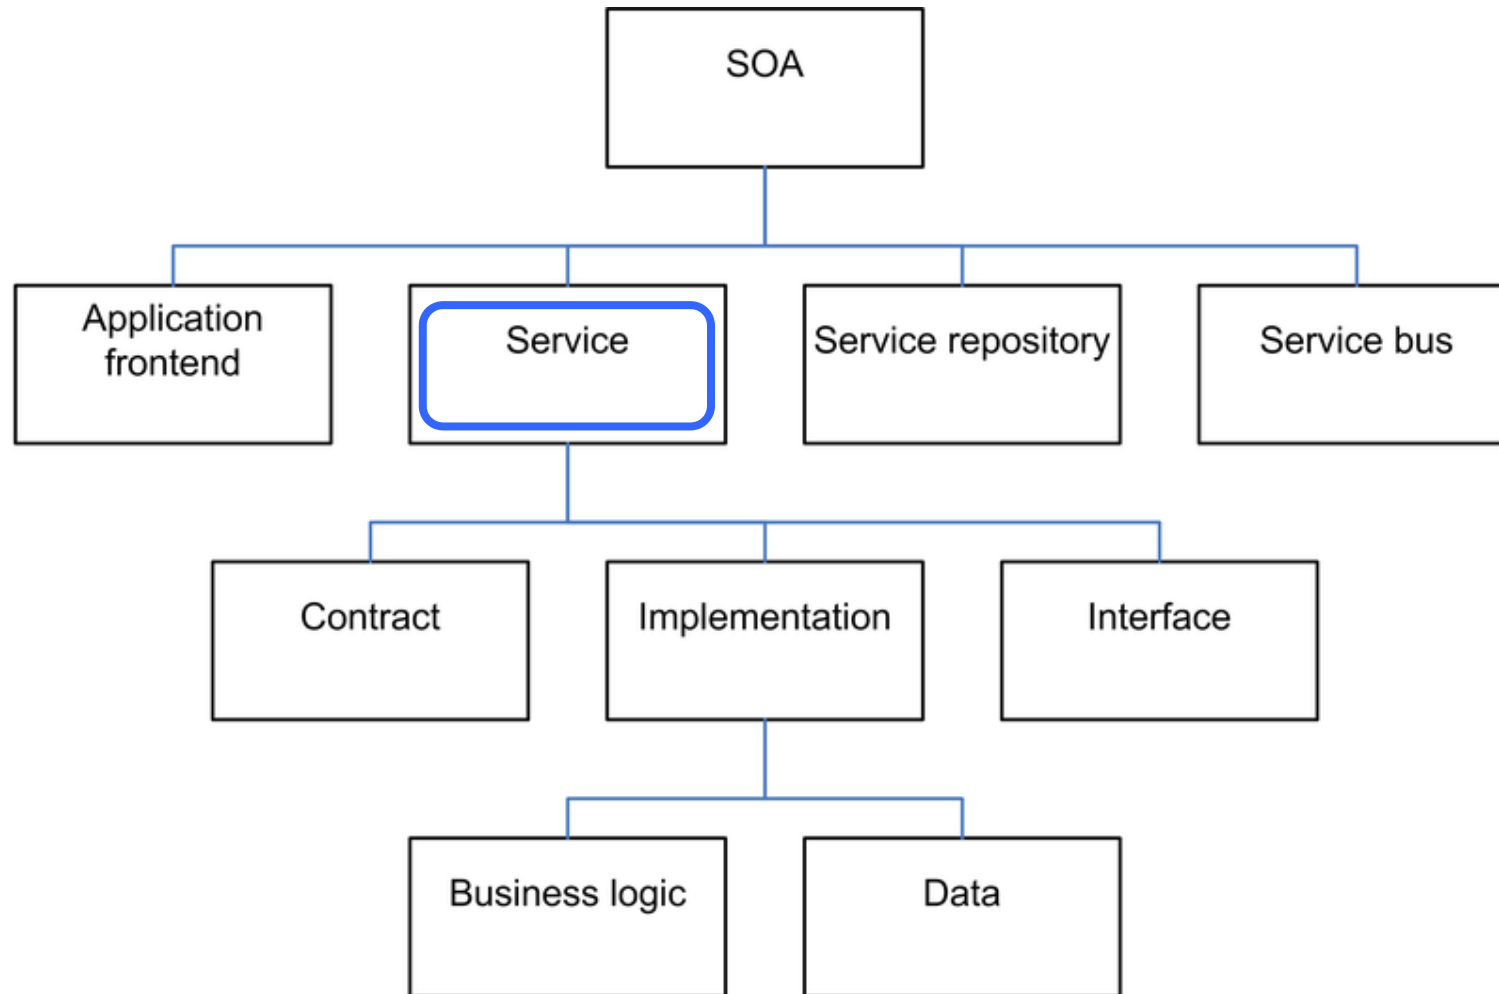 SOA
Application
frontend
Service
Service repository
Service bus
Contract
Implementation
Interface
Business logic
Data